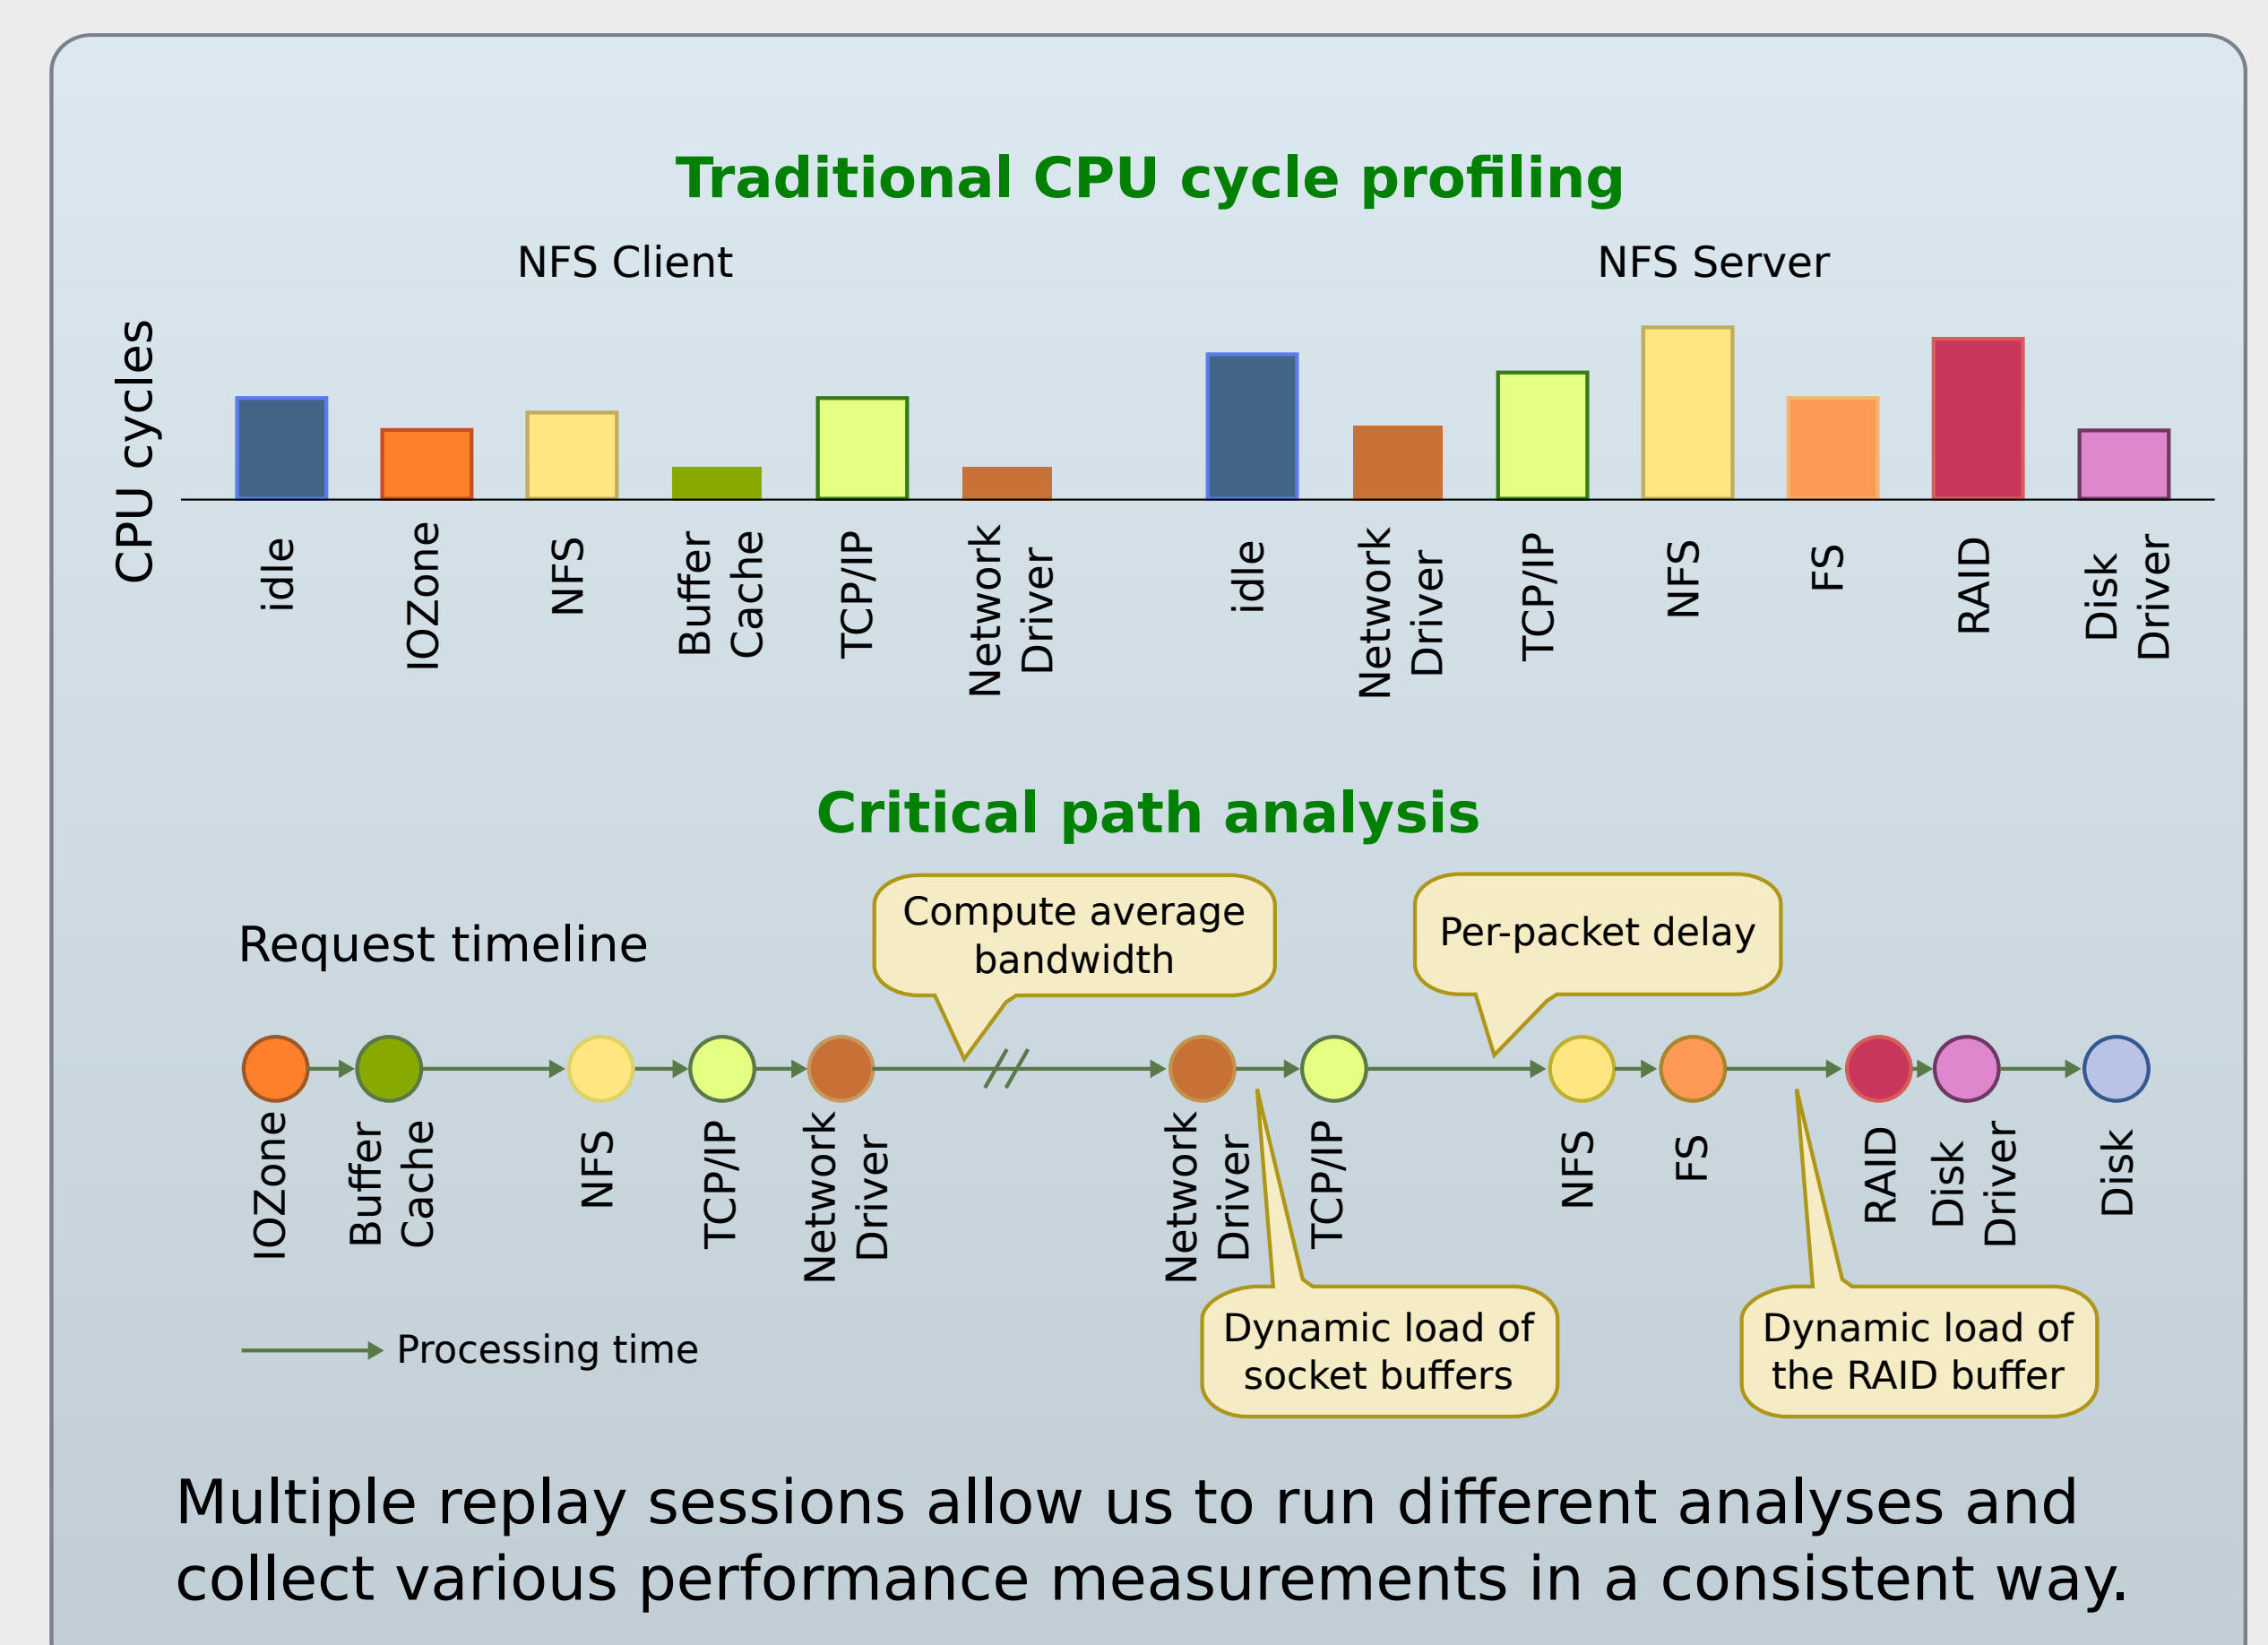 Traditional CPU cycle profiling
NFS Client
NFS Server
CPU cycles
idle
IOZone
NFS
Buffer
Cache
TCP/IP
Network
Driver
idle
Network
Driver
TCP/IP
NFS
FS
RAID
Disk
Driver
Critical path analysis
Request timeline
Compute average
bandwidth
Per-packet delay
IOZone
Buffer
Cache
NFS
TCP/IP
Network
Driver
Network
Driver
TCP/IP
NFS
FS
RAID
Disk
Driver
Disk
Processing time
Dynamic load of
socket buffers
Dynamic load of
the RAID buffer
Multiple replay sessions allow us to run different analyses and
collect various performance measurements in a consistent way.